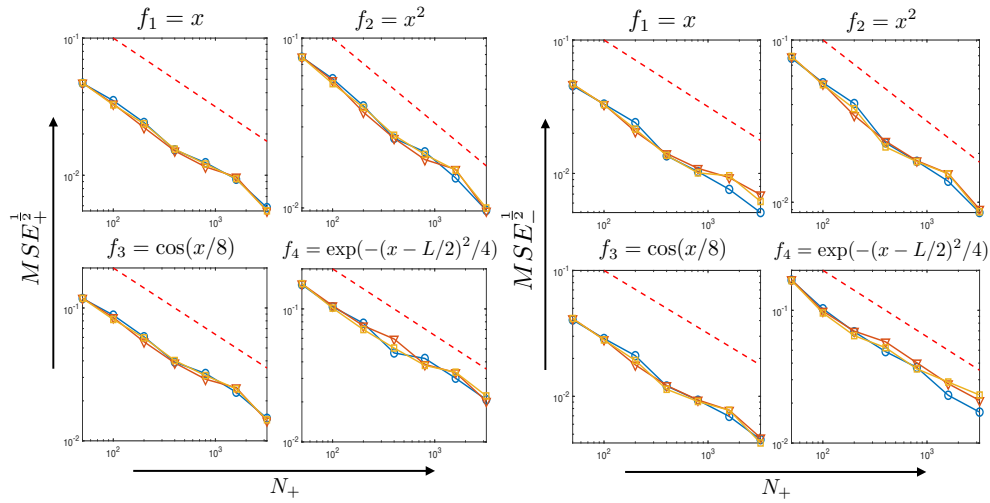 f_1 = x
f_2 = x^2
f_1 = x
f_2 = x^2
10^{-1}
10^{-2}
10^2
10^3
10^{-1}
10^{-2}
10^2
10^3
10^{-1}
10^{-2}
10^2
10^3
10^{-1}
10^{-2}
10^2
10^3
MSE_+^{\frac{1}{2}}
MSE_-^{\frac{1}{2}}
f_3 = cos(x/8)
f_4 = exp(-(x - L/2)^2/4)
f_3 = cos(x/8)
f_4 = exp(-(x - L/2)^2/4)
10^{-1}
10^{-2}
10^2
10^3
10^{-1}
10^{-2}
10^2
10^3
10^{-1}
10^{-2}
10^2
10^3
10^{-1}
10^{-2}
10^2
10^3
N_+
N_+